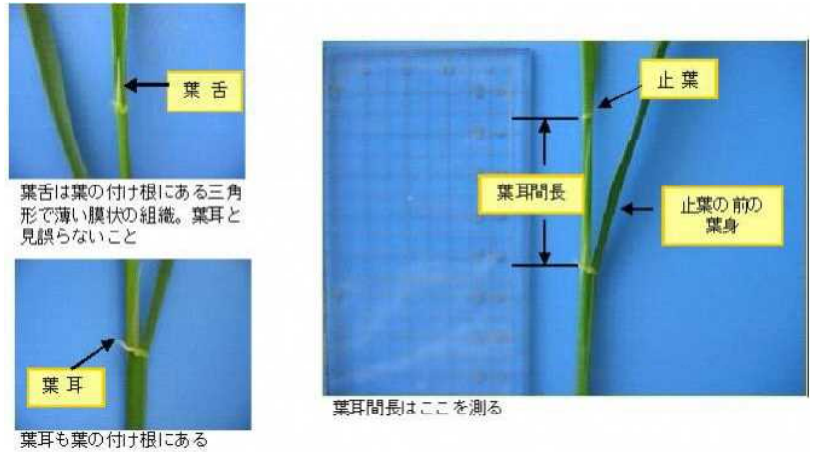 葉舌
葉舌は葉の付け根にある三角
形で薄い膜状の組織。葉耳と
見誤らないこと
葉耳
葉耳も葉の付け根にある
止葉
葉耳間長
止葉の前の
葉身
葉耳間長はここを測る